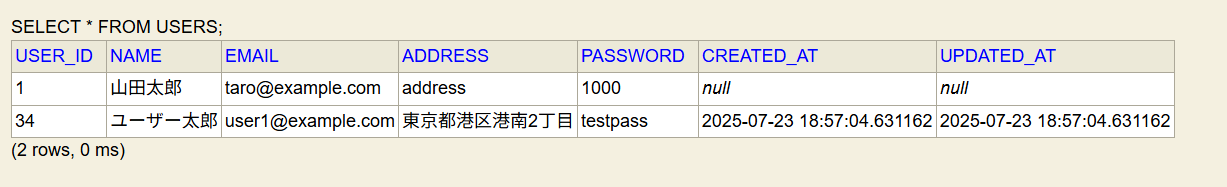 SELECT * FROM USERS;
USER_ID NAME EMAIL ADDRESS PASSWORD CREATED_AT UPDATED_AT
1 山田太郎 taro@example.com address 1000 null null
34 ユーザー太郎 user1@example.com 東京都港区港南2丁目 testpass 2025-07-23 18:57:04.631162 2025-07-23 18:57:04.631162
(2 rows, 0 ms)